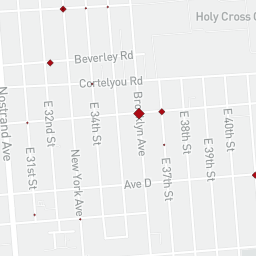 Holy Cross C
Beverley Rd
Cortelyou Rd
Nostrand Ave
E 32nd St
E 34th St
Brooklyn Ave
E 38th St
E 40th St
E 39th St
E 31st St
New York Ave
E 37th St
Ave D